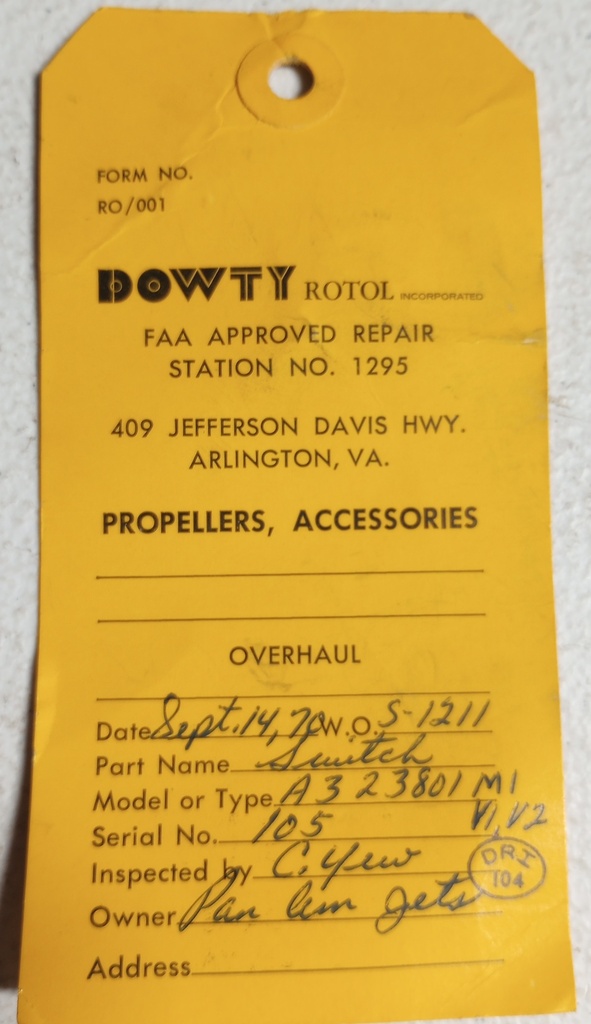 FORM NO.
RO/001
DOWTY ROTOL INCORPORATED
FAA APPROVED REPAIR
STATION NO. 1295
409 JEFFERSON DAVIS HWY.
ARLINGTON, VA.
PROPELLERS, ACCESSORIES
OVERHAUL
Date Sept. 14, 70 W.O. S-1211
Part Name Switch
Model or Type A323801 M1
V1, V2
Serial No. 105
Inspected by C. Yew
DRI
104
Owner Pan Am Jets
Address